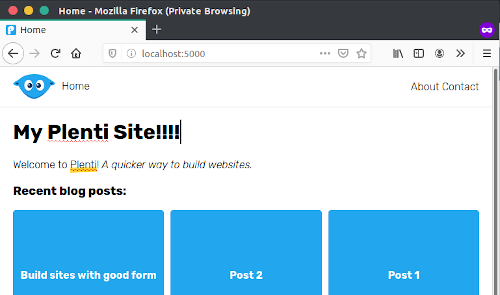 Home - Mozilla Firefox (Private Browsing)
Home
localhost:5000
Home
About Contact
My Plenti Site!!!!
Welcome to Plenti! A quicker way to build websites.
Recent blog posts:
Build sites with good form
Post 2
Post 1